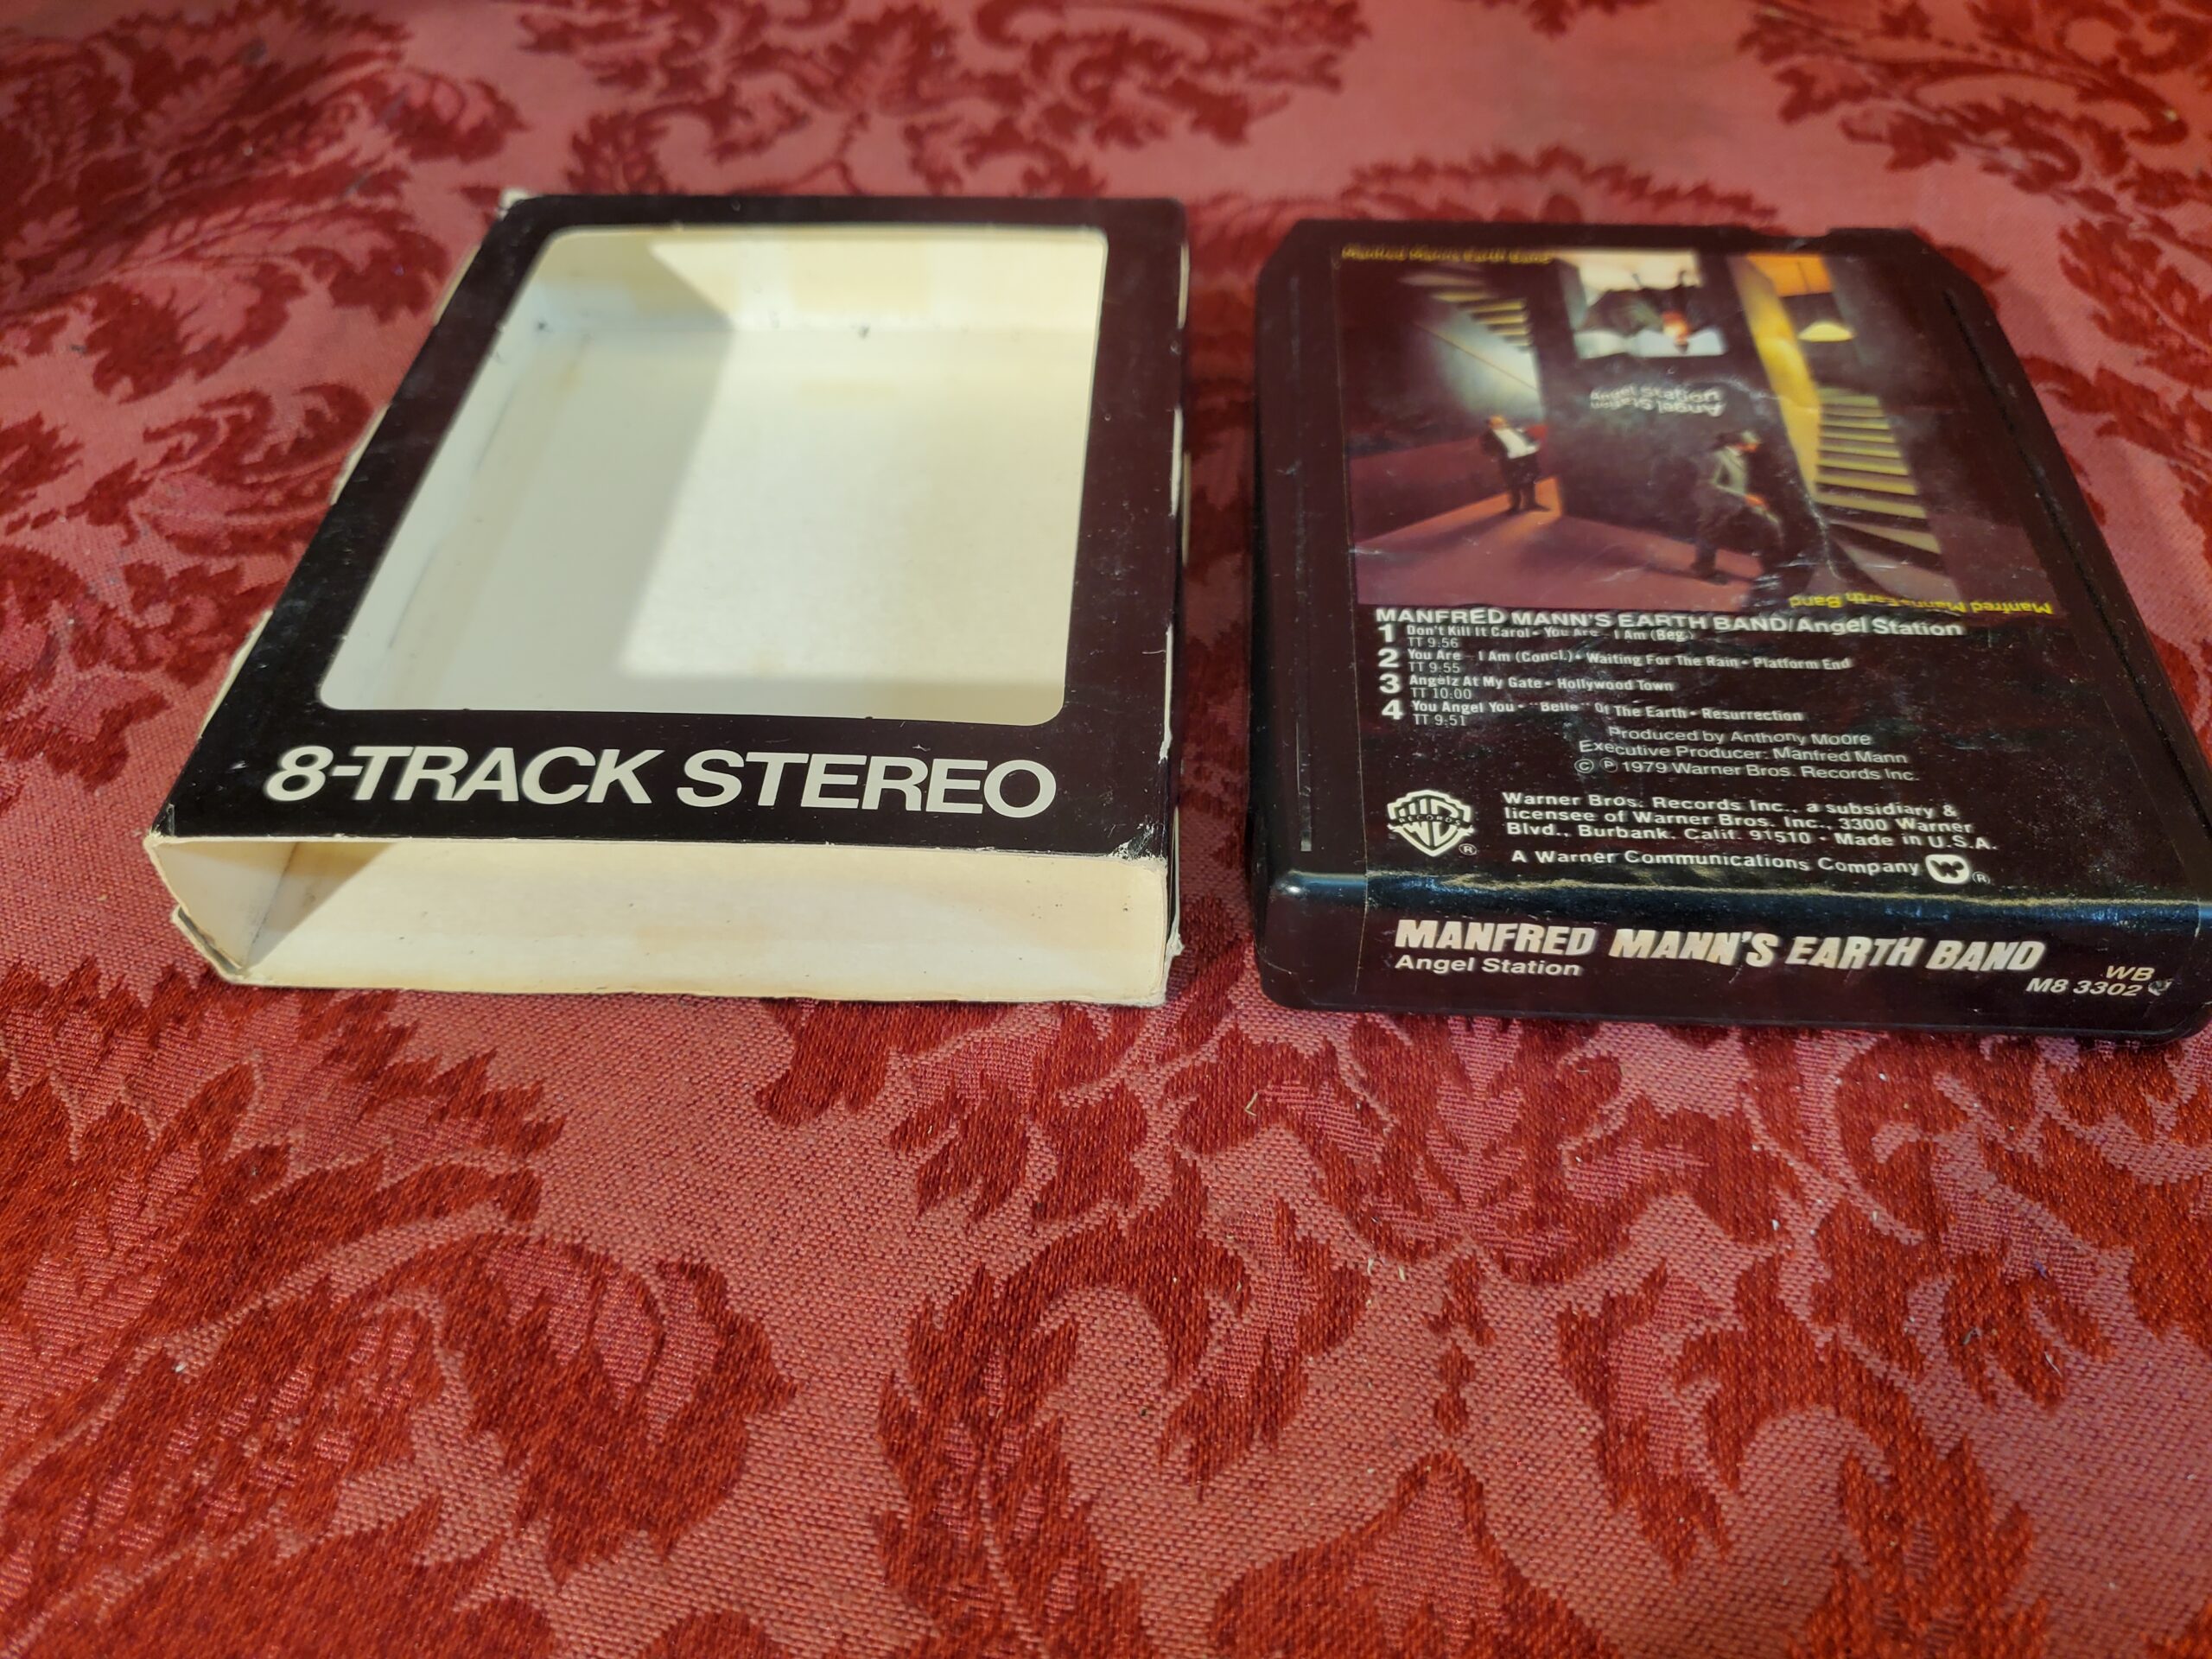 8-TRACK STEREO
Manfred Mann's Earth Band
Angel Station
Angel Station
Manfred Mann's Earth Band
MANFRED MANN'S EARTH BAND/Angel Station
1 Don't Kill It Carol • You Are - I Am (Beg.)
TT 9:56
2 You Are - I Am (Concl.) • Waiting For The Rain • Platform End
TT 9:55
3 Angelz At My Gate • Hollywood Town
TT 10:00
4 You Angel You • "Belle" Of The Earth • Resurrection
TT 9:51
Produced by Anthony Moore
Executive Producer: Manfred Mann
© ℗ 1979 Warner Bros. Records Inc.
WB RECORDS ®
Warner Bros. Records Inc., a subsidiary &
licensee of Warner Bros. Inc., 3300 Warner
Blvd., Burbank, Calif. 91510 • Made in U.S.A.
A Warner Communications Company ®
MANFRED MANN'S EARTH BAND
Angel Station
WB
M8 3302